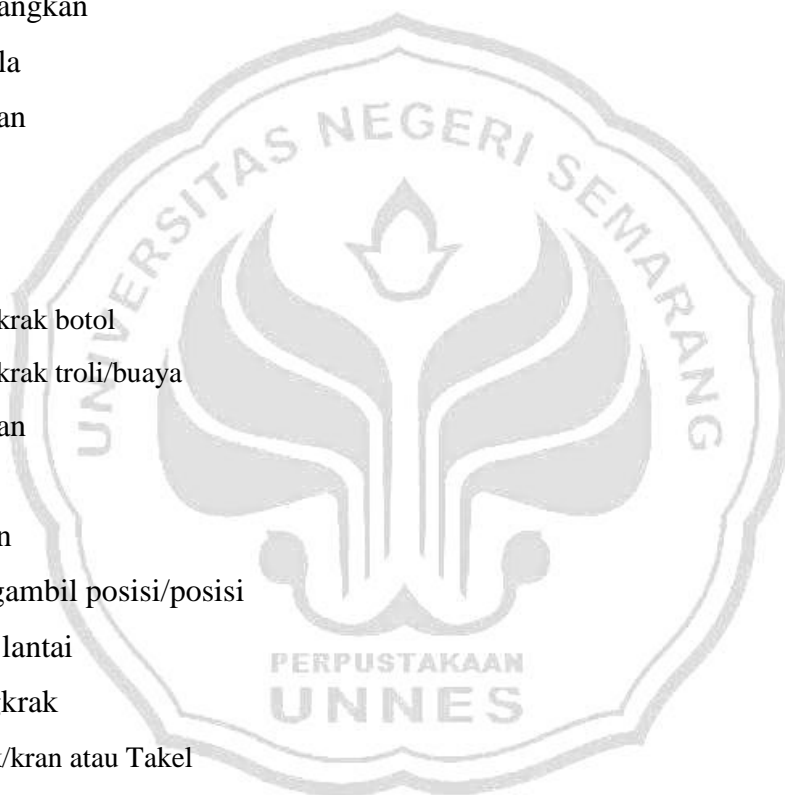 angkan
la
an
UNIVERSITAS NEGERI SEMARANG
krak botol
krak troli/buaya
an
n
gambil posisi/posisi
lantai
gkrak
/kran atau Takel
PERPUSTAKAAN
UNNES